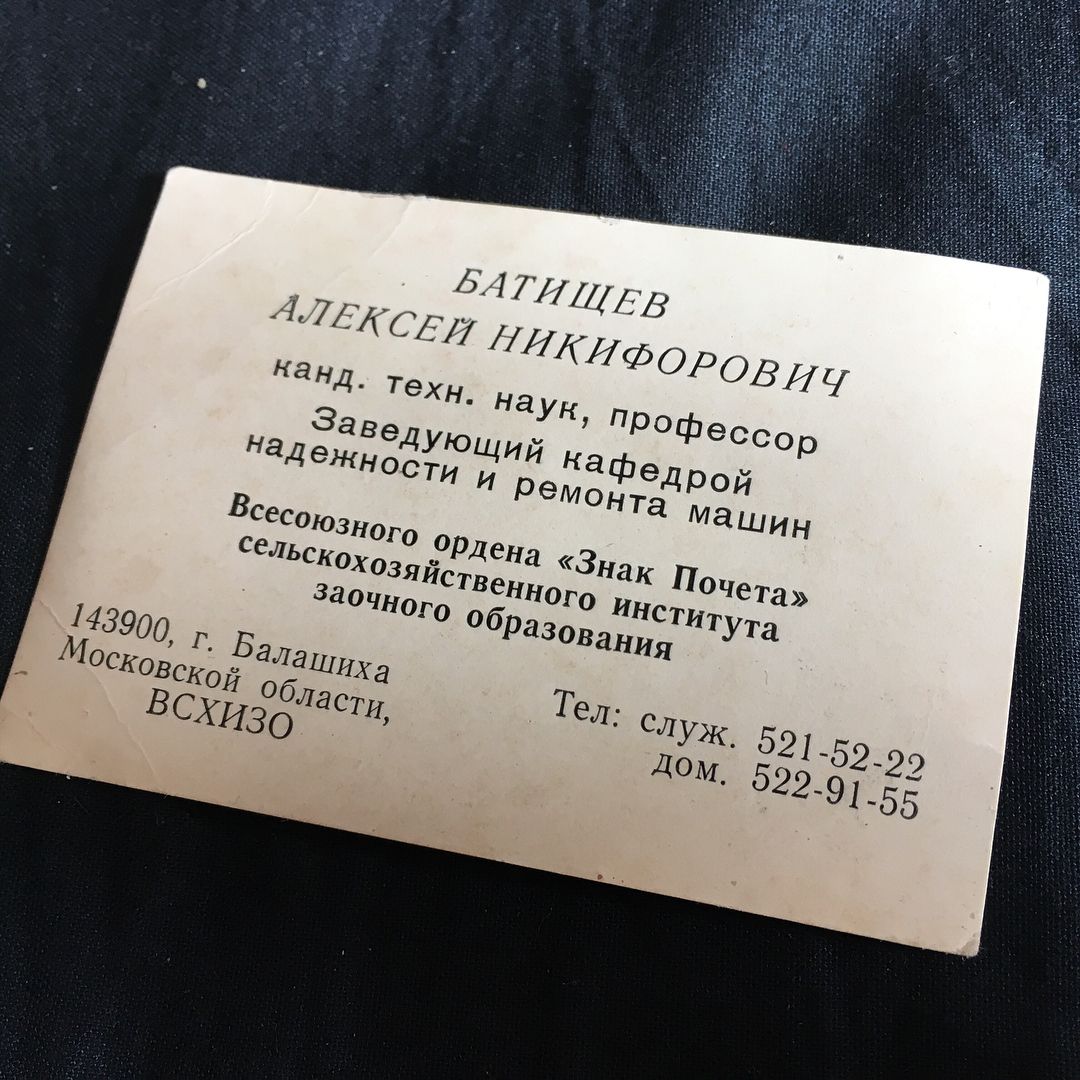 БАТИЩЕВ
АЛЕКСЕЙ НИКИФОРОВИЧ
канд. техн. наук, профессор
Заведующий кафедрой
надежности и ремонта машин
Всесоюзного ордена «Знак Почета»
сельскохозяйственного института
заочного образования
143900, г. Балашиха
Московской области,
ВСХИЗО
Тел: служ. 521-52-22
дом. 522-91-55